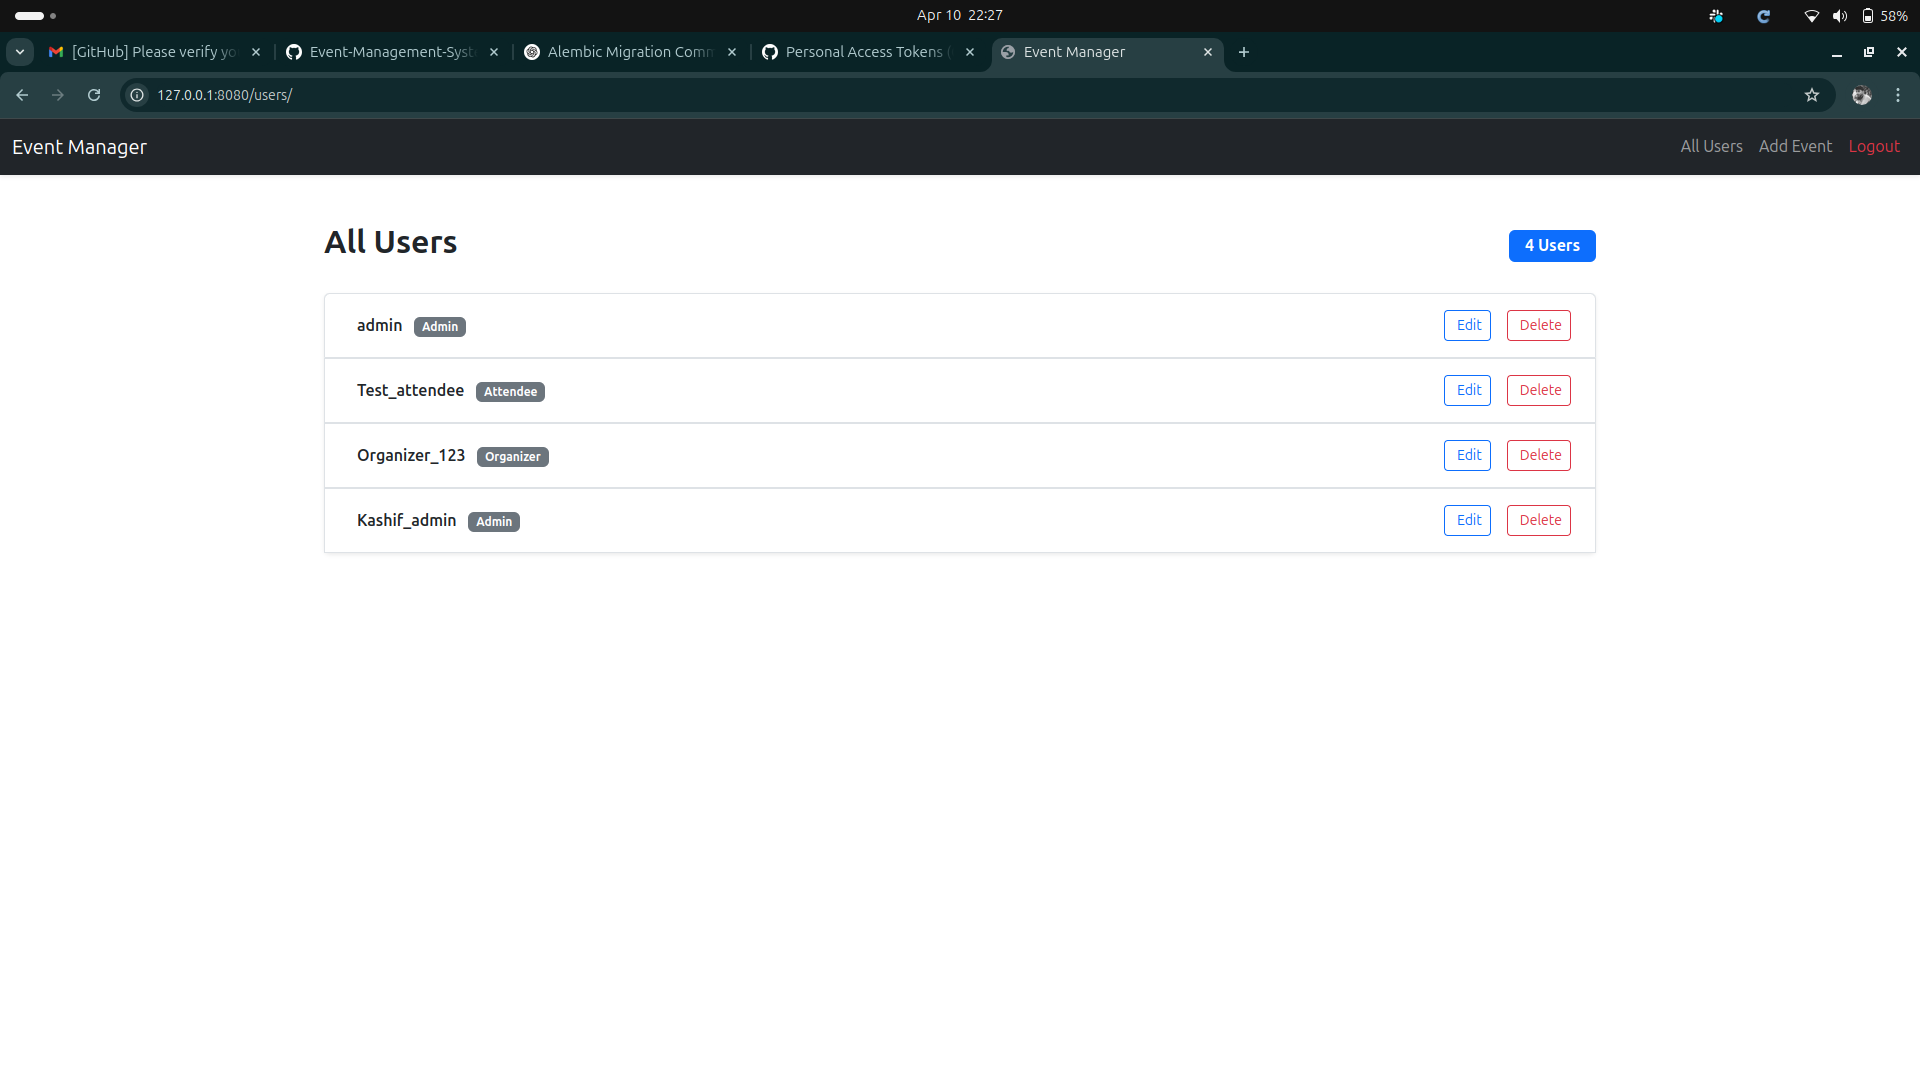 Apr 10 22:27
58%
[GitHub] Please verify yo
Event-Management-Syst
Alembic Migration Comm
Personal Access Tokens (
Event Manager
127.0.0.1:8080/users/
Event Manager
All Users Add Event Logout
All Users
4 Users
admin Admin Edit Delete
Test_attendee Attendee Edit Delete
Organizer_123 Organizer Edit Delete
Kashif_admin Admin Edit Delete